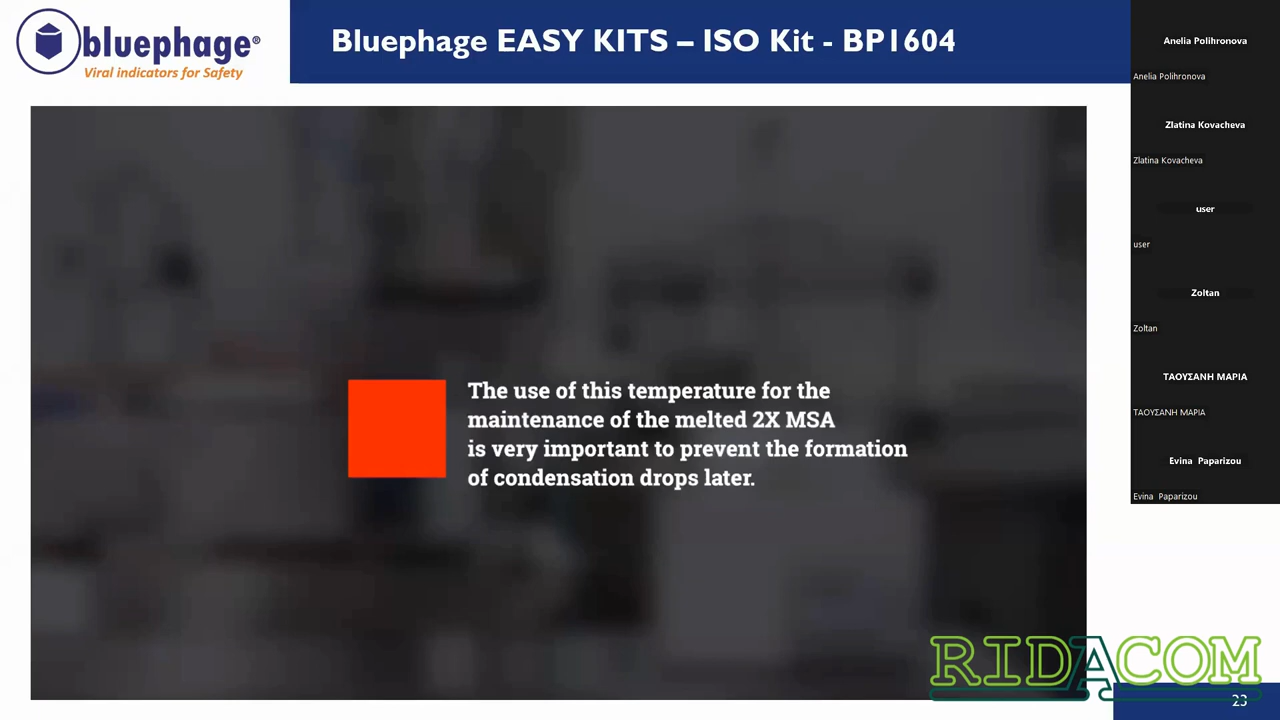 bluephage®
Viral indicators for Safety
Bluephage EASY KITS – ISO Kit - BP1604
The use of this temperature for the
maintenance of the melted 2X MSA
is very important to prevent the formation
of condensation drops later.
Anelia Polihronova
Anelia Polihronova
Zlatina Kovacheva
Zlatina Kovacheva
user
user
Zoltan
Zoltan
ΤΑΟΥΣΑΝΗ ΜΑΡΙΑ
ΤΑΟΥΣΑΝΗ ΜΑΡΙΑ
Evina Paparizou
Evina Paparizou
RIDACOM
23